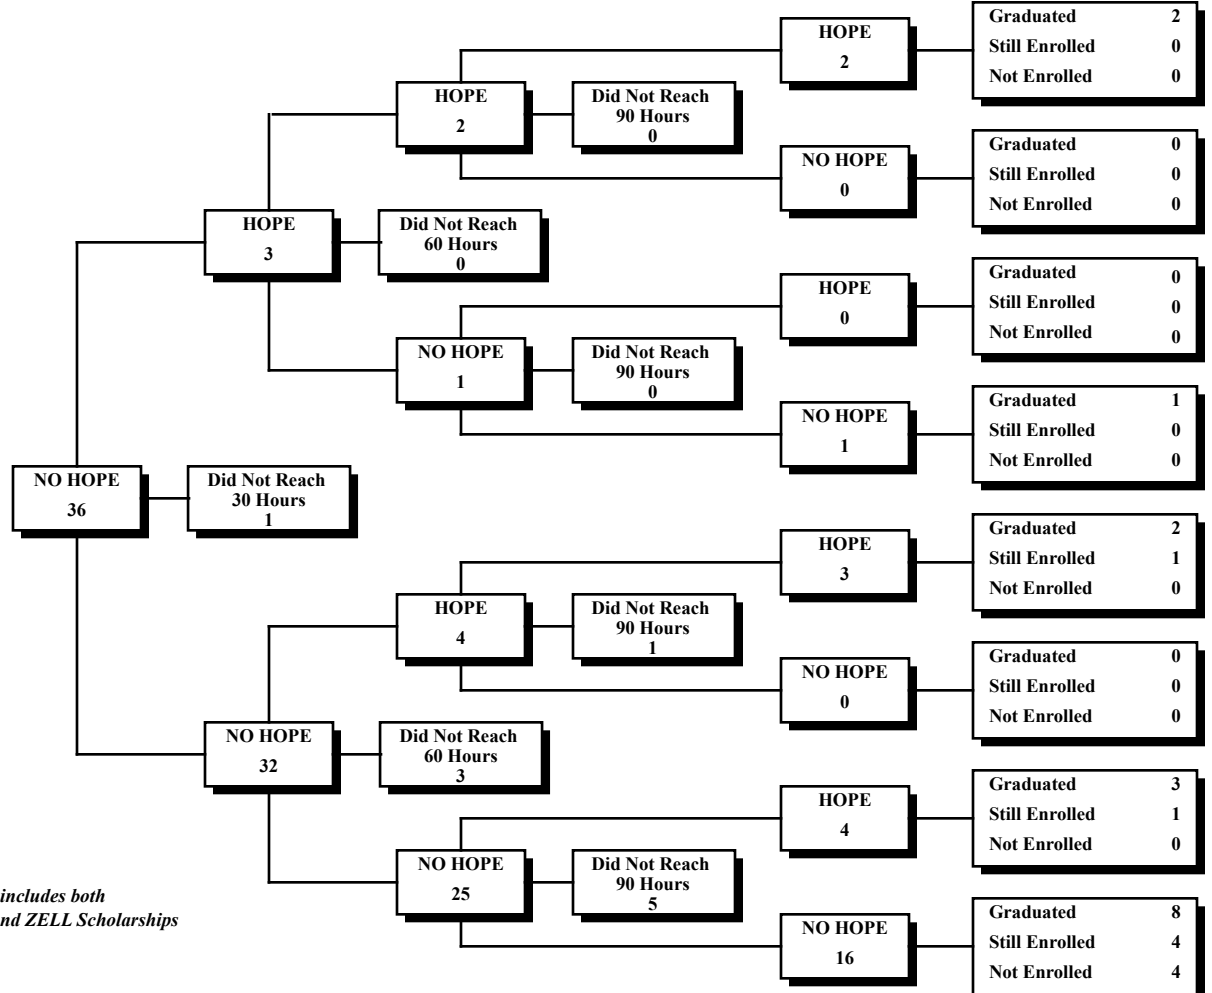 HOPE
2
Graduated 2
Still Enrolled 0
Not Enrolled 0
HOPE
2
Did Not Reach
90 Hours
0
NO HOPE
0
Graduated 0
Still Enrolled 0
Not Enrolled 0
HOPE
3
Did Not Reach
60 Hours
0
HOPE
0
Graduated 0
Still Enrolled 0
Not Enrolled 0
NO HOPE
1
Did Not Reach
90 Hours
0
NO HOPE
1
Graduated 1
Still Enrolled 0
Not Enrolled 0
NO HOPE
36
Did Not Reach
30 Hours
1
HOPE
3
Graduated 2
Still Enrolled 1
Not Enrolled 0
HOPE
4
Did Not Reach
90 Hours
1
NO HOPE
0
Graduated 0
Still Enrolled 0
Not Enrolled 0
NO HOPE
32
Did Not Reach
60 Hours
3
HOPE
4
Graduated 3
Still Enrolled 1
Not Enrolled 0
NO HOPE
25
Did Not Reach
90 Hours
5
includes both
nd ZELL Scholarships
NO HOPE
16
Graduated 8
Still Enrolled 4
Not Enrolled 4